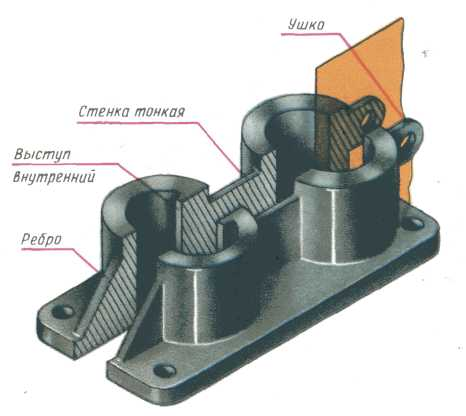 Ушко
Стенка тонкая
Выступ
внутренний
Ребро